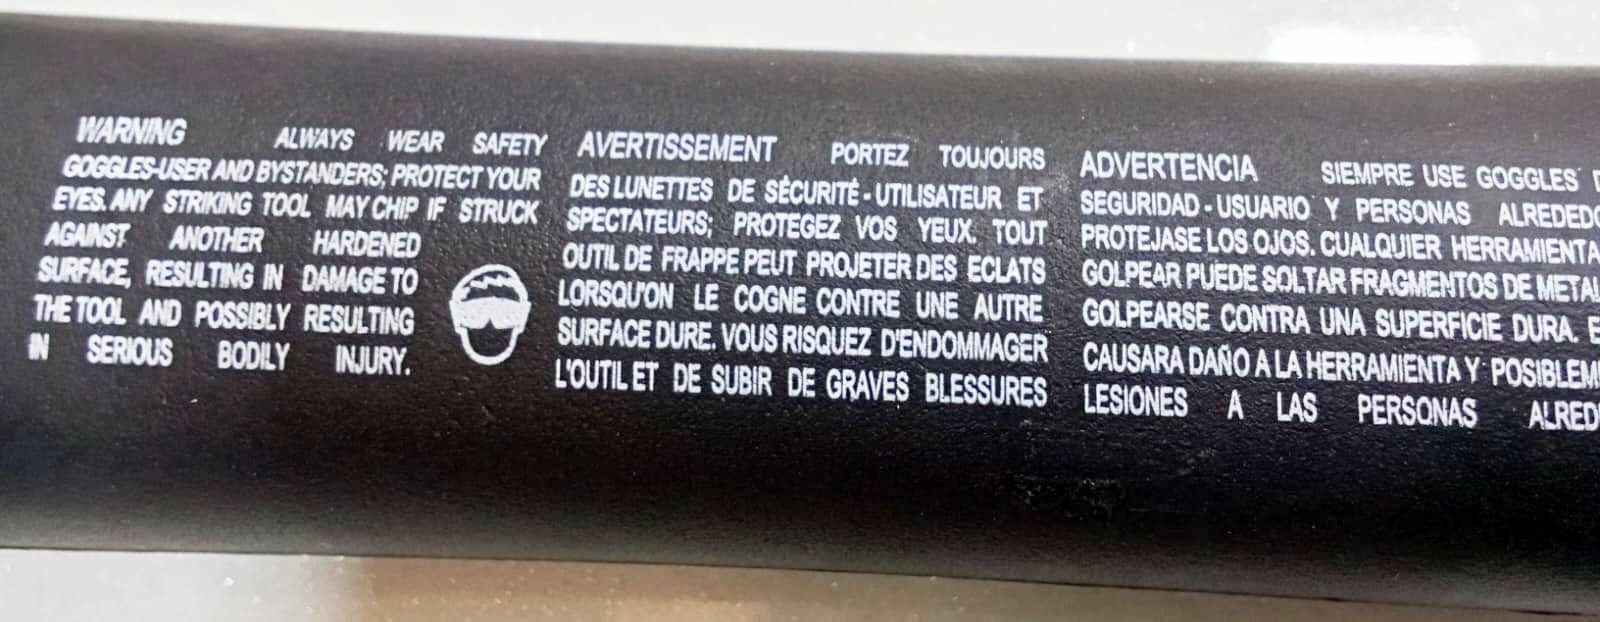 WARNING ALWAYS WEAR SAFETY
GOGGLES-USER AND BYSTANDERS; PROTECT YOUR
EYES. ANY STRIKING TOOL MAY CHIP IF STRUCK
AGAINST ANOTHER HARDENED
SURFACE, RESULTING IN DAMAGE TO
THE TOOL AND POSSIBLY RESULTING
IN SERIOUS BODILY INJURY.
AVERTISSEMENT PORTEZ TOUJOURS
DES LUNETTES DE SÉCURITÉ - UTILISATEUR ET
SPECTATEURS; PROTEGEZ VOS YEUX. TOUT
OUTIL DE FRAPPE PEUT PROJETER DES ECLATS
LORSQU'ON LE COGNE CONTRE UNE AUTRE
SURFACE DURE. VOUS RISQUEZ D'ENDOMMAGER
L'OUTIL ET DE SUBIR DE GRAVES BLESSURES
ADVERTENCIA SIEMPRE USE GOGGLES
SEGURIDAD - USUARIO Y PERSONAS
PROTEJASE LOS OJOS. CUALQUIER HERRAMIENTA
GOLPEAR PUEDE SOLTAR FRAGMENTOS DE
GOLPEARSE CONTRA UNA SUPERFICIE DURA.
CAUSARA DAÑO A LA HERRAMIENTA Y
LESIONES A LAS PERSONAS